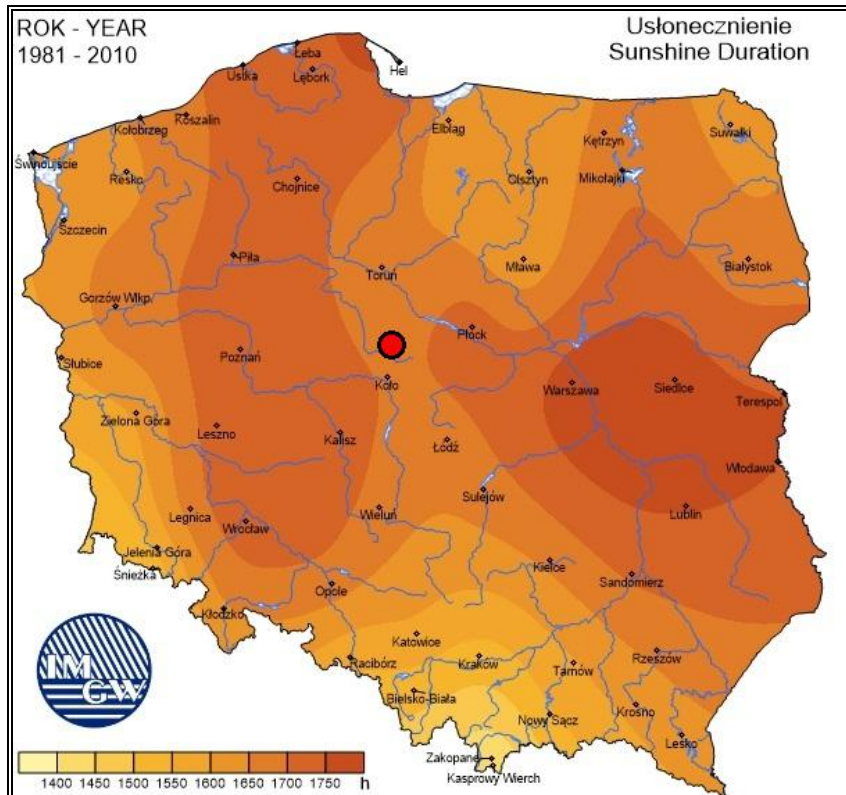 ROK - YEAR
1981 - 2010
Usłonecznienie
Sunshine Duration
Łeba
Ustka
Lębork
Hel
Koszalin
Kołobrzeg
Elbląg
Kętrzyn
Suwałki
Świnoujście
Resko
Chojnice
Olsztyn
Mikołajki
Szczecin
Piła
Toruń
Mława
Białystok
Gorzów Wlkp.
Płock
Słubice
Poznań
Koło
Warszawa
Siedlce
Terespol
Zielona Góra
Leszno
Kalisz
Łódź
Włodawa
Sulejów
Legnica
Wrocław
Wieluń
Lublin
Jelenia Góra
Śnieżka
Kielce
Sandomierz
Opole
Kłodzko
Katowice
Racibórz
Kraków
Tarnów
Rzeszów
Bielsko-Biała
Nowy Sącz
Krosno
Lesko
Zakopane
Kasprowy Wierch
IM
GW
1400 1450 1500 1550 1600 1650 1700 1750 h